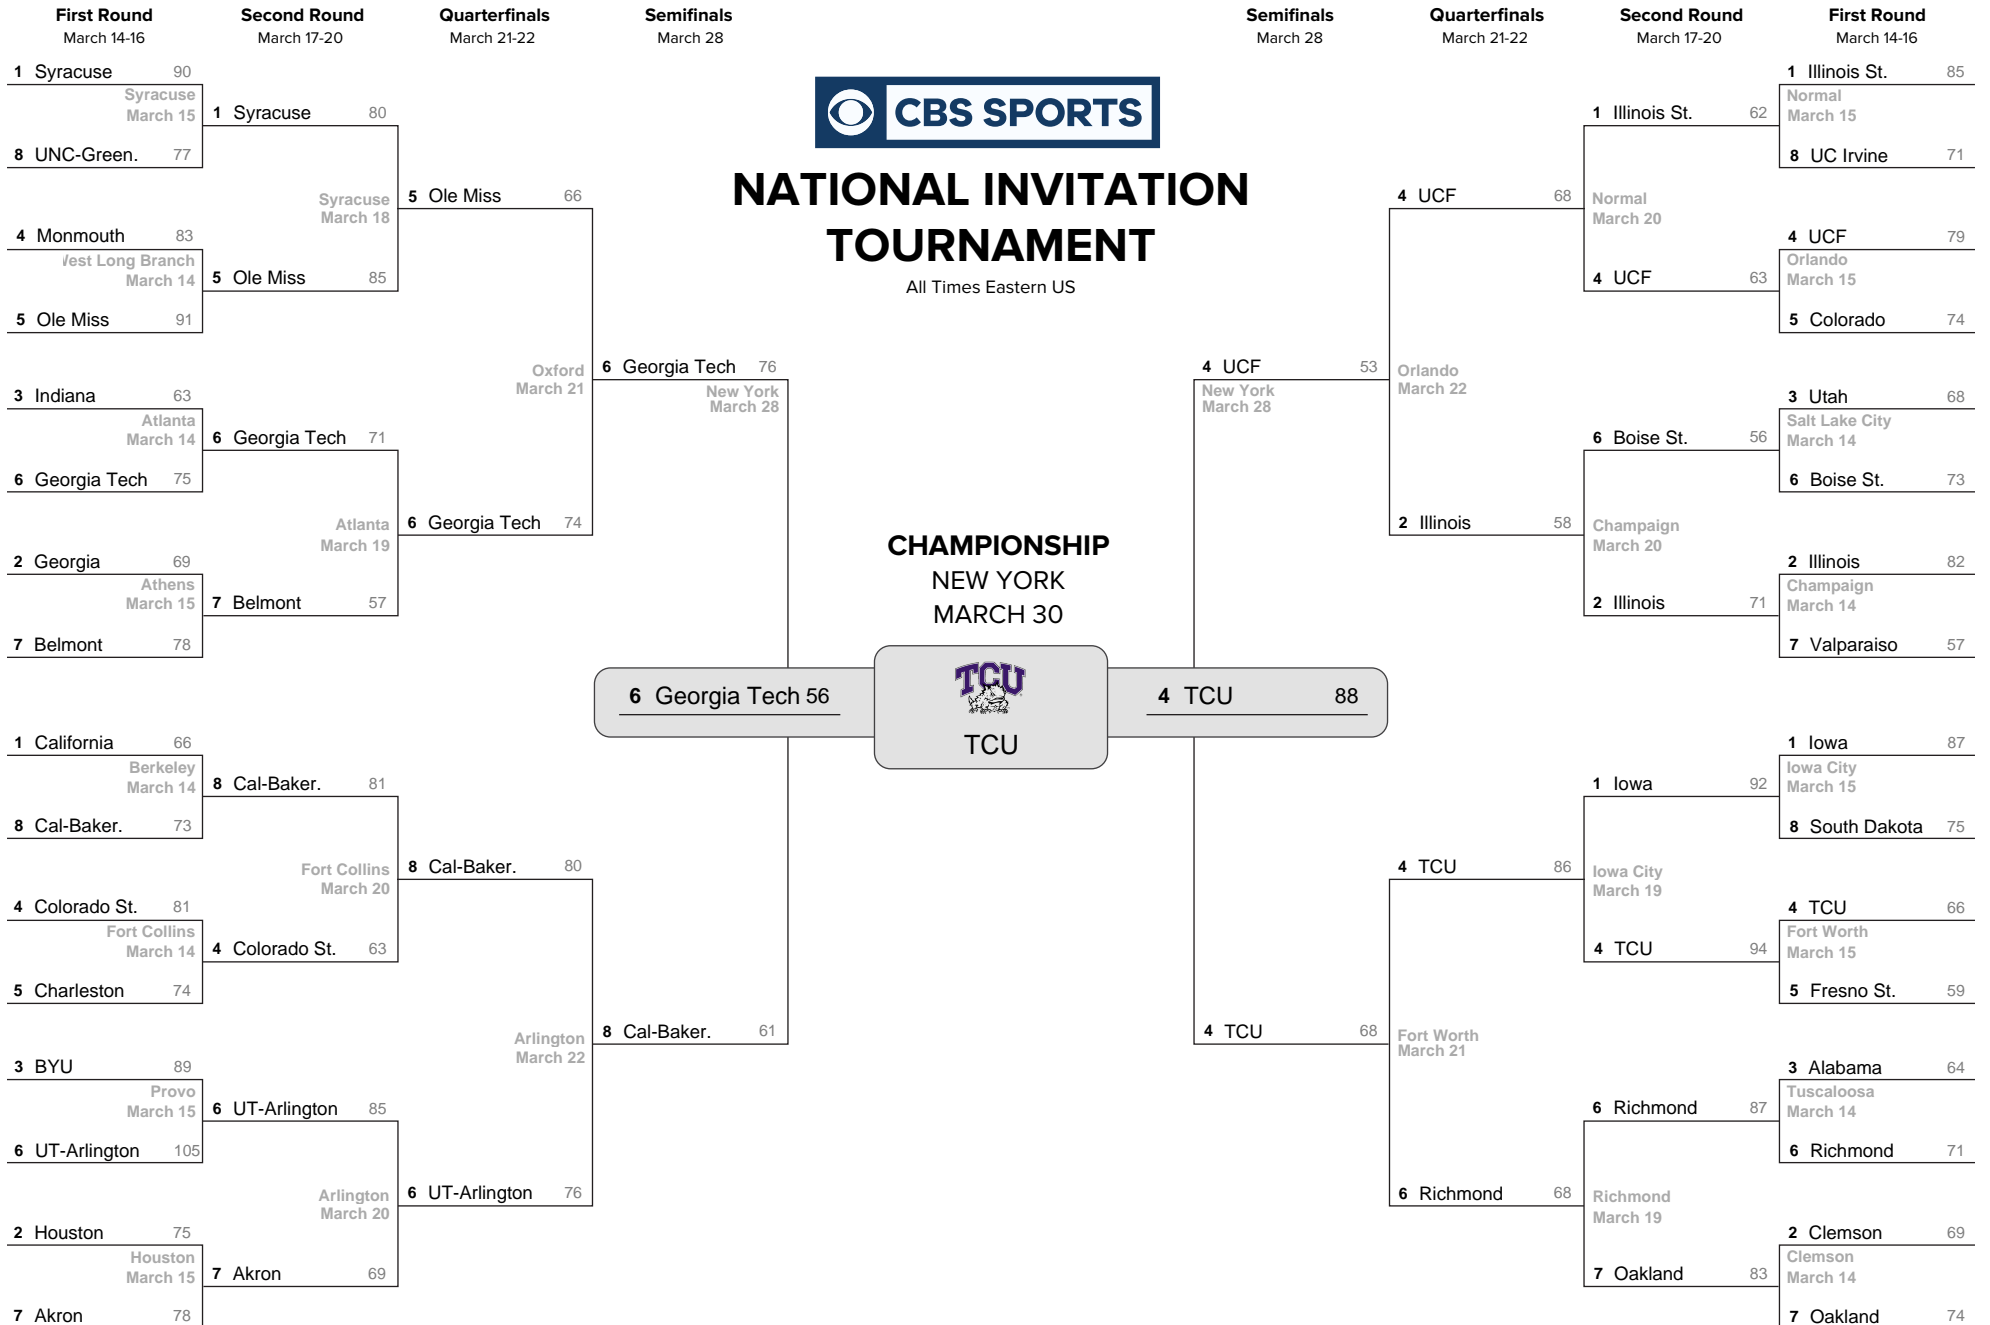 First Round
March 14-16
Second Round
March 17-20
Quarterfinals
March 21-22
Semifinals
March 28
Semifinals
March 28
Quarterfinals
March 21-22
Second Round
March 17-20
First Round
March 14-16
CBS SPORTS
NATIONAL INVITATION
TOURNAMENT
All Times Eastern US
1 Syracuse 90
Syracuse
March 15
8 UNC-Green. 77
4 Monmouth 83
West Long Branch
March 14
5 Ole Miss 91
3 Indiana 63
Atlanta
March 14
6 Georgia Tech 75
2 Georgia 69
Athens
March 15
7 Belmont 78
1 California 66
Berkeley
March 14
8 Cal-Baker. 73
4 Colorado St. 81
Fort Collins
March 14
5 Charleston 74
3 BYU 89
Provo
March 15
6 UT-Arlington 105
2 Houston 75
Houston
March 15
7 Akron 78
1 Syracuse 80
Syracuse
March 18
5 Ole Miss 85
6 Georgia Tech 71
Atlanta
March 19
7 Belmont 57
8 Cal-Baker. 81
Fort Collins
March 20
4 Colorado St. 63
6 UT-Arlington 85
Arlington
March 20
7 Akron 69
5 Ole Miss 66
Oxford
March 21
6 Georgia Tech 74
8 Cal-Baker. 80
Arlington
March 22
6 UT-Arlington 76
6 Georgia Tech 76
New York
March 28
8 Cal-Baker. 61
CHAMPIONSHIP
NEW YORK
MARCH 30
6 Georgia Tech 56
TCU
TCU
4 TCU 88
4 UCF 53
New York
March 28
4 TCU 68
4 UCF 68
Orlando
March 22
2 Illinois 58
4 TCU 86
Fort Worth
March 21
6 Richmond 68
1 Illinois St. 62
Normal
March 20
4 UCF 63
6 Boise St. 56
Champaign
March 20
2 Illinois 71
1 Iowa 92
Iowa City
March 19
4 TCU 94
6 Richmond 87
Richmond
March 19
7 Oakland 83
1 Illinois St. 85
Normal
March 15
8 UC Irvine 71
4 UCF 79
Orlando
March 15
5 Colorado 74
3 Utah 68
Salt Lake City
March 14
6 Boise St. 73
2 Illinois 82
Champaign
March 14
7 Valparaiso 57
1 Iowa 87
Iowa City
March 15
8 South Dakota 75
4 TCU 66
Fort Worth
March 15
5 Fresno St. 59
3 Alabama 64
Tuscaloosa
March 14
6 Richmond 71
2 Clemson 69
Clemson
March 14
7 Oakland 74